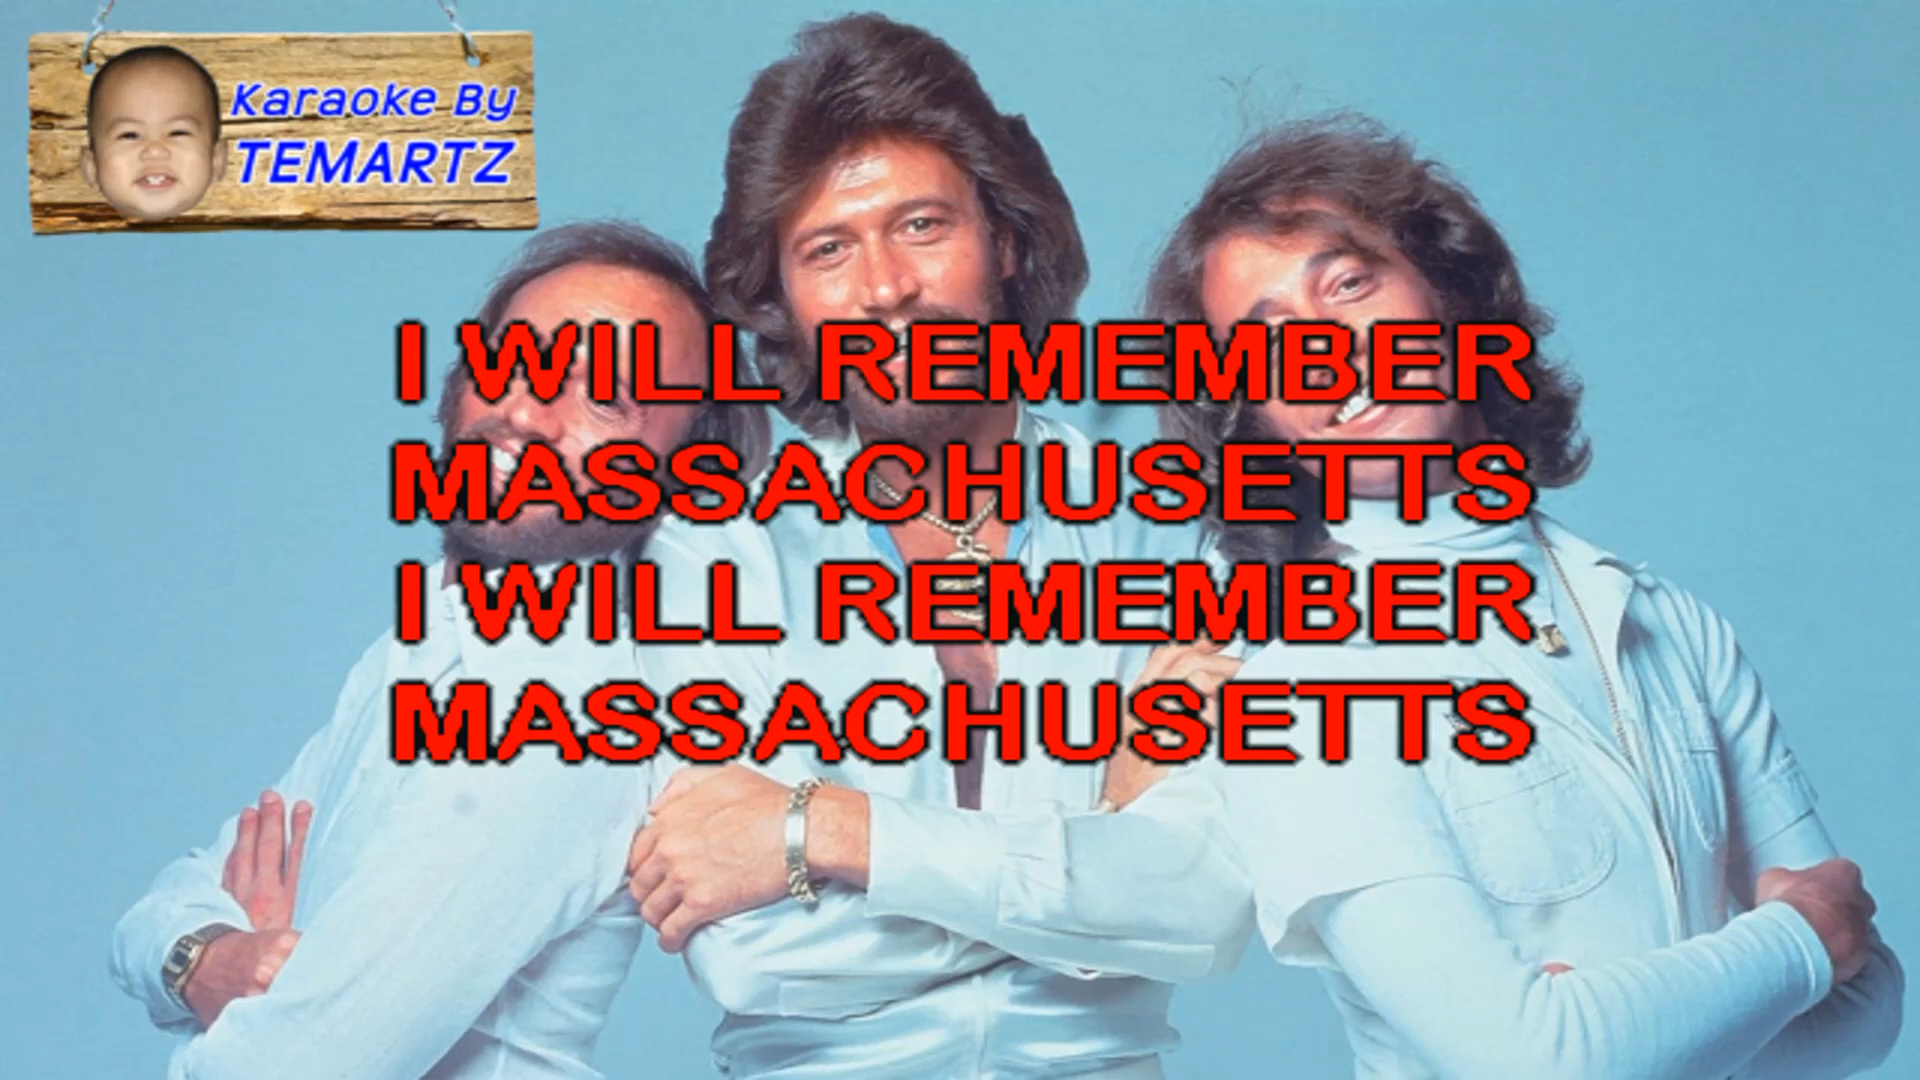 Karaoke By
TEMARTZ
I WILL REMEMBER
MASSACHUSETTS
I WILL REMEMBER
MASSACHUSETTS